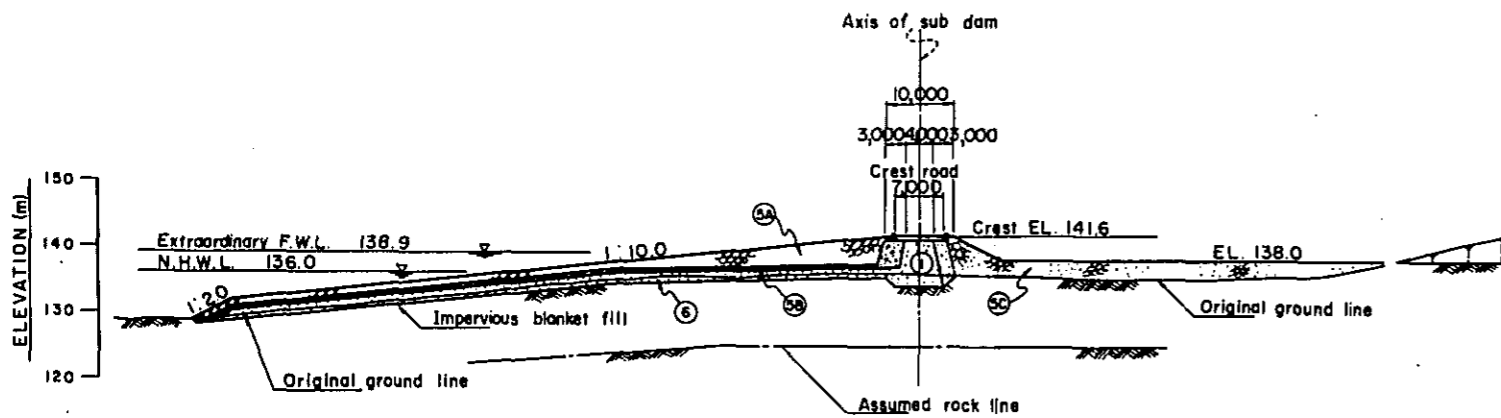 Axis of sub dam
10,000
3,000 4,000 3,000
Crest road
7,000
ELEVATION (m)
150
140
130
120
Extraordinary F.W.L. 138.9
N.H.W.L. 136.0
1:10.0
1:2.0
5A
Crest EL. 141.6
EL. 138.0
1
6
5B
5C
Impervious blanket fill
Original ground line
Original ground line
Assumed rock line